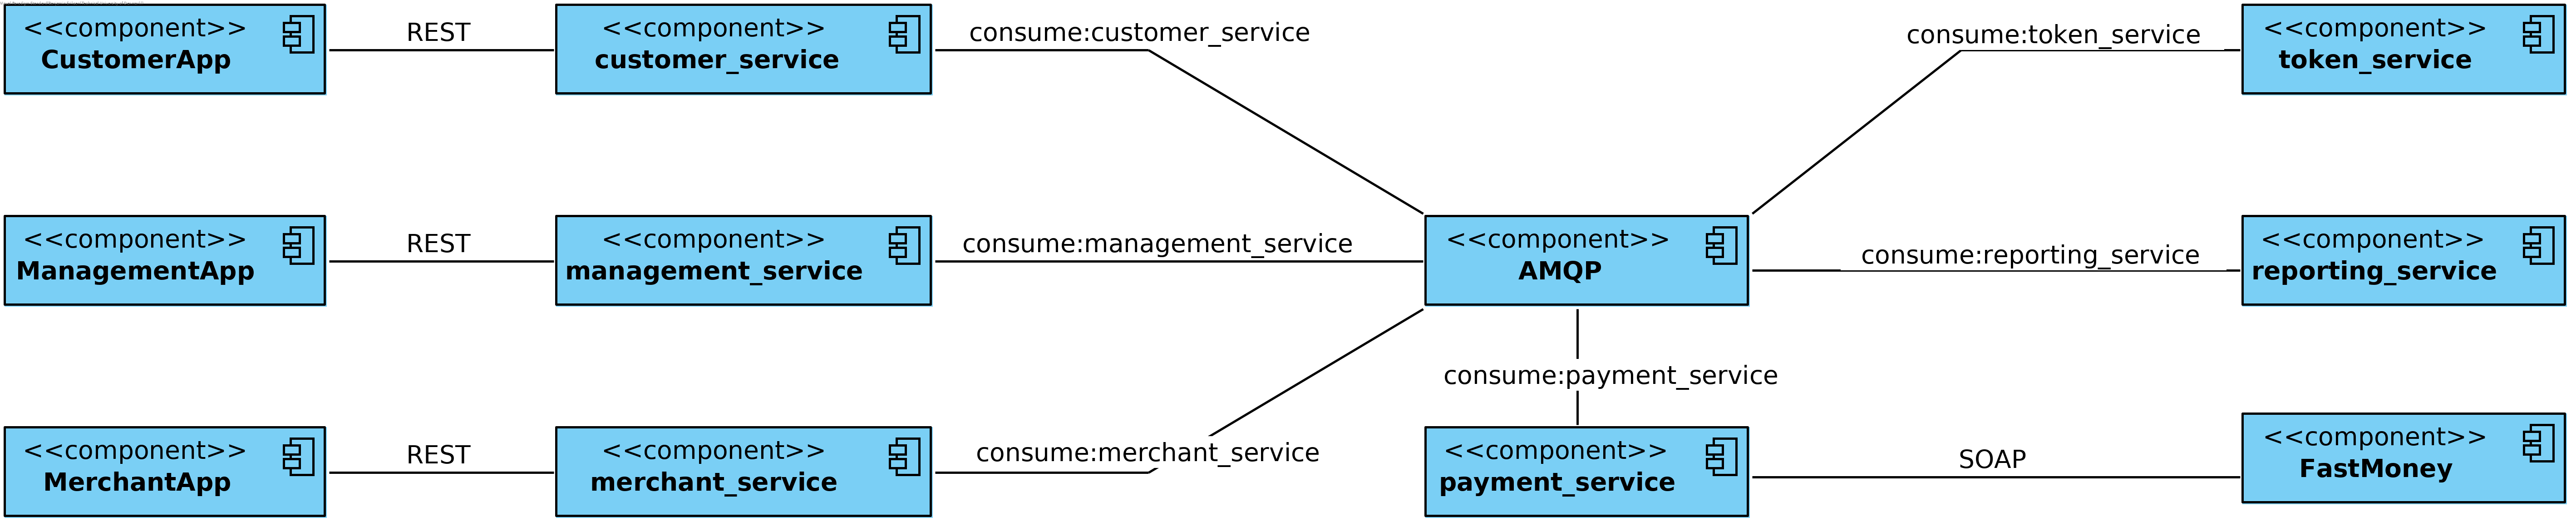 <<component>>
CustomerApp
REST
<<component>>
customer_service
consume:customer_service
consume:token_service
<<component>>
token_service
<<component>>
ManagementApp
REST
<<component>>
management_service
consume:management_service
<<component>>
AMQP
consume:reporting_service
<<component>>
reporting_service
consume:payment_service
<<component>>
MerchantApp
REST
<<component>>
merchant_service
consume:merchant_service
<<component>>
payment_service
SOAP
<<component>>
FastMoney